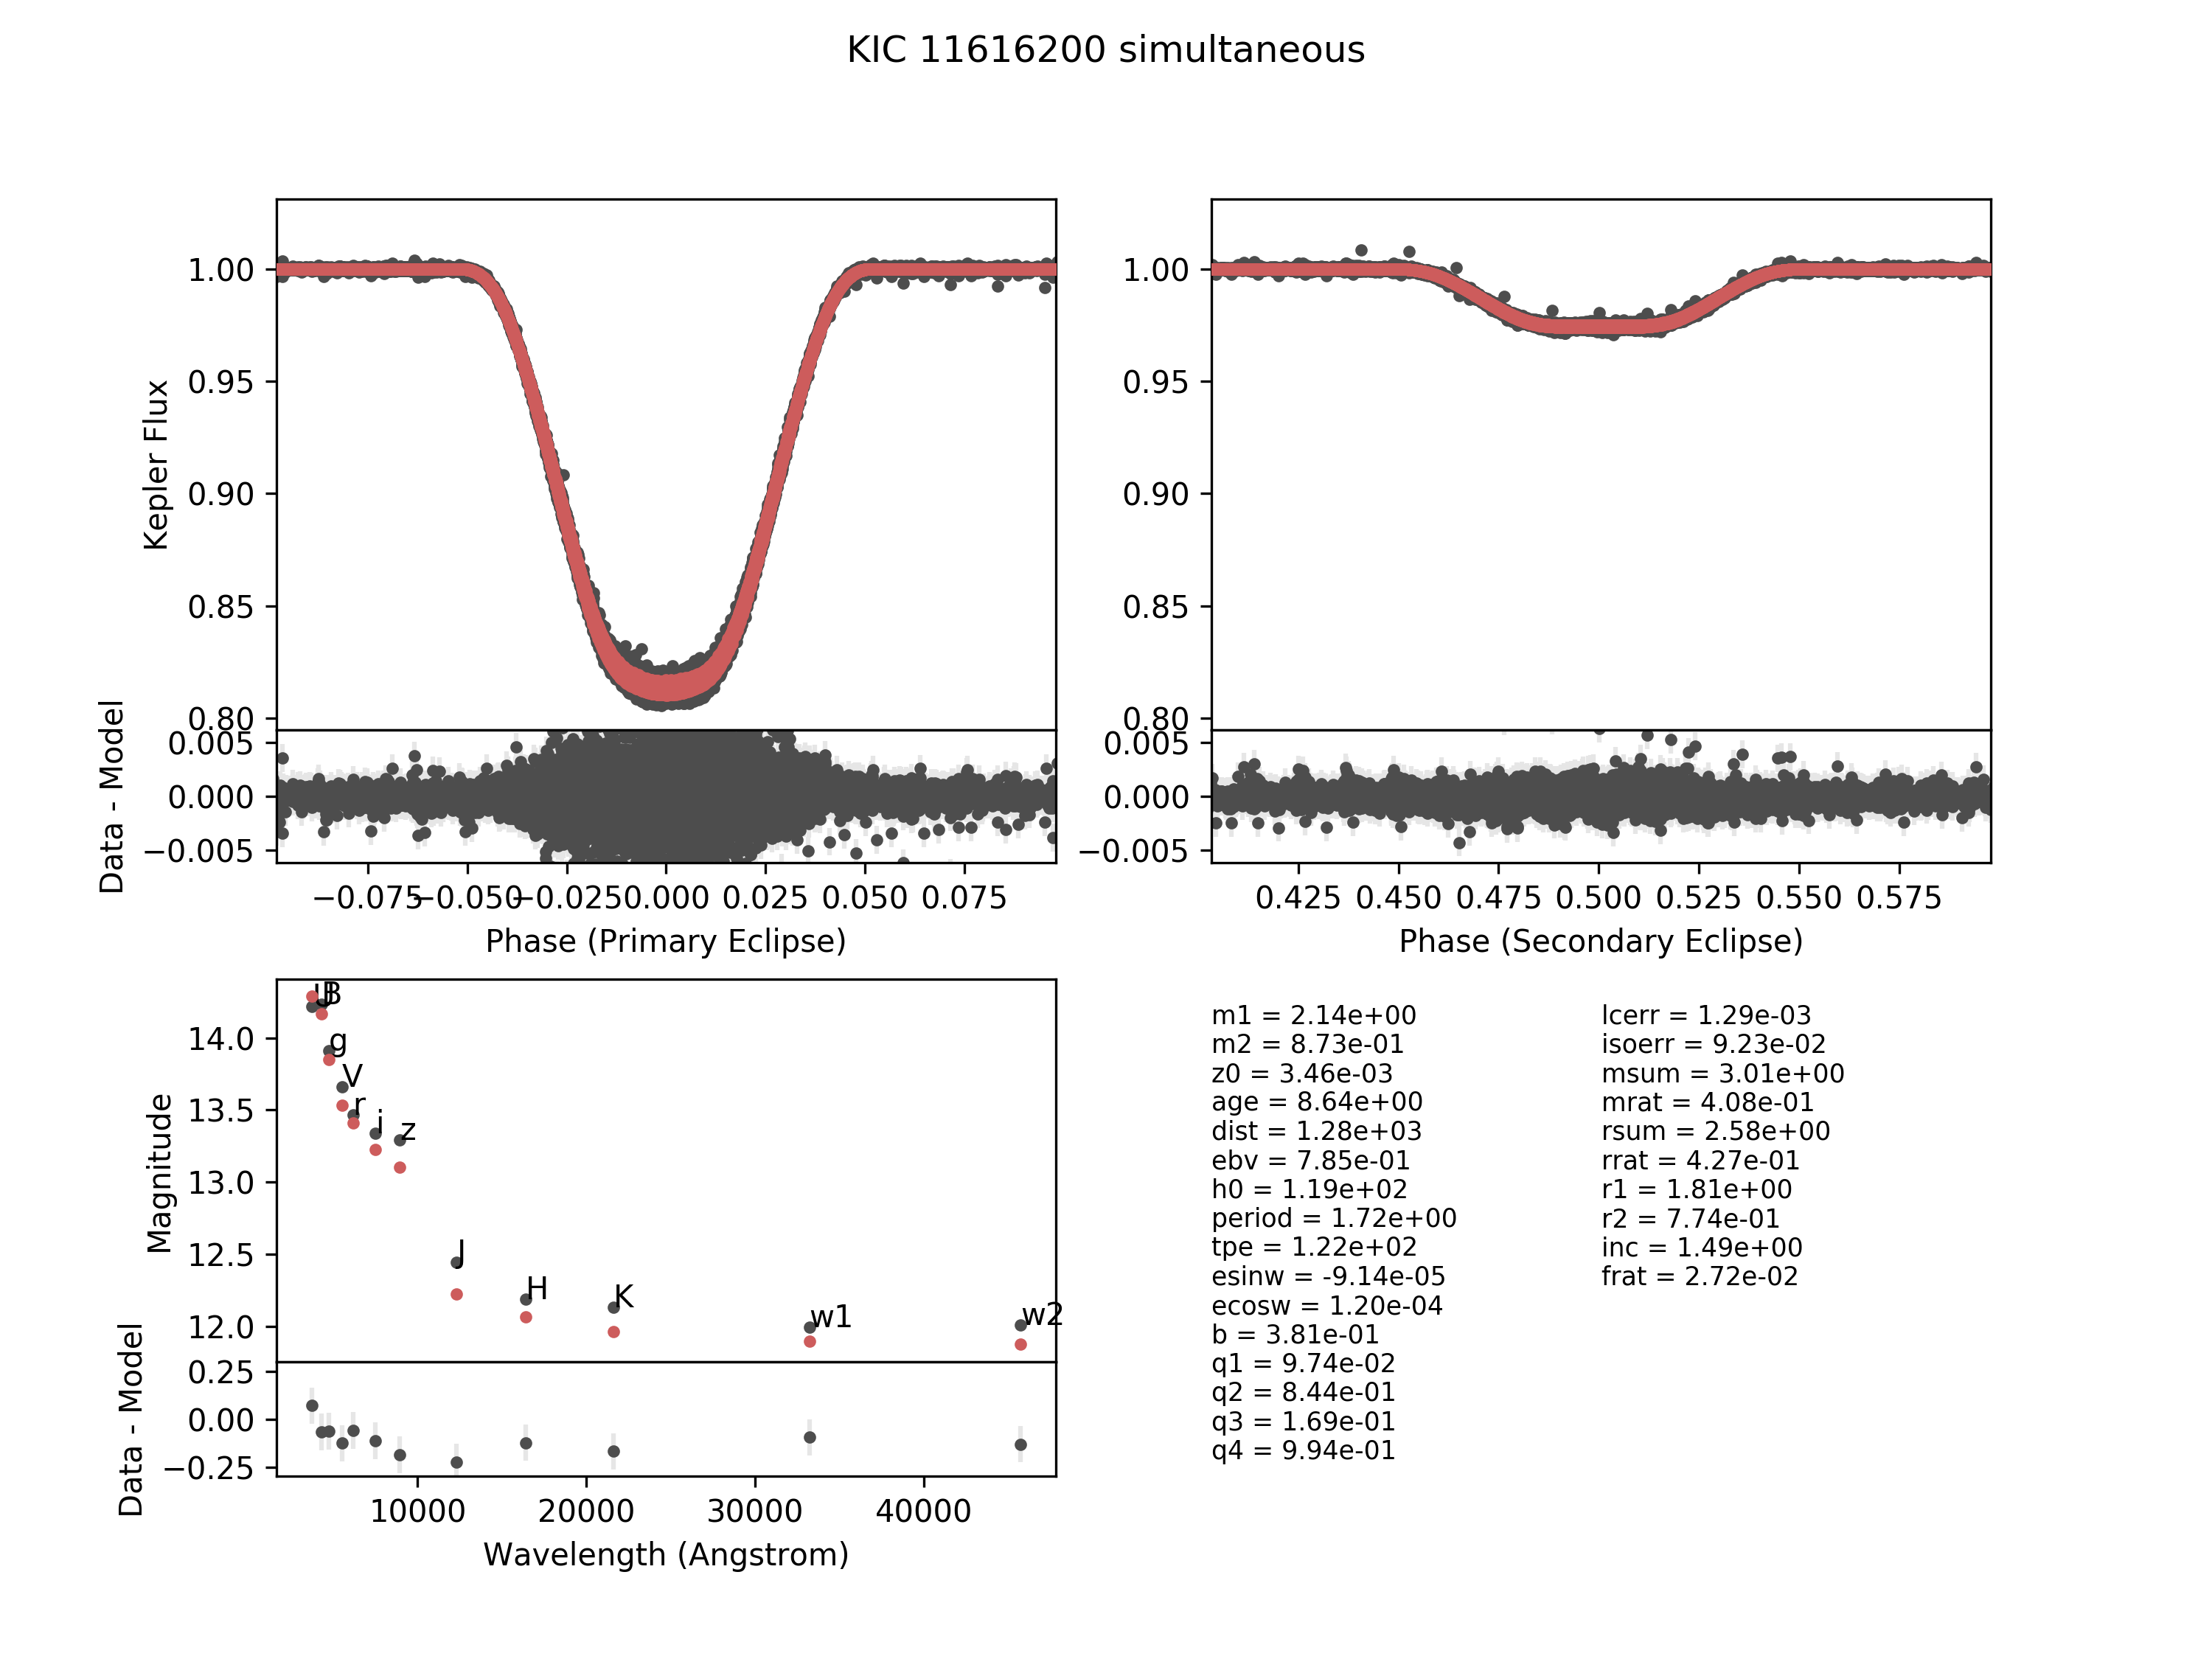 KIC 11616200 simultaneous
1.00
0.95
0.90
0.85
0.80
Kepler Flux
0.005
0.000
−0.005
Data - Model
−0.075
−0.050
−0.025
0.000
0.025
0.050
0.075
Phase (Primary Eclipse)
1.00
0.95
0.90
0.85
0.80
0.005
0.000
−0.005
0.425 0.450 0.475 0.500 0.525 0.550 0.575
Phase (Secondary Eclipse)
14.0
13.5
13.0
12.5
12.0
Magnitude
U
B
g
V
r
i
z
J
H
K
w1
w2
0.25
0.00
−0.25
Data - Model
10000 20000 30000 40000
Wavelength (Angstrom)
m1 = 2.14e+00
m2 = 8.73e-01
z0 = 3.46e-03
age = 8.64e+00
dist = 1.28e+03
ebv = 7.85e-01
h0 = 1.19e+02
period = 1.72e+00
tpe = 1.22e+02
esinw = -9.14e-05
ecosw = 1.20e-04
b = 3.81e-01
q1 = 9.74e-02
q2 = 8.44e-01
q3 = 1.69e-01
q4 = 9.94e-01
lcerr = 1.29e-03
isoerr = 9.23e-02
msum = 3.01e+00
mrat = 4.08e-01
rsum = 2.58e+00
rrat = 4.27e-01
r1 = 1.81e+00
r2 = 7.74e-01
inc = 1.49e+00
frat = 2.72e-02